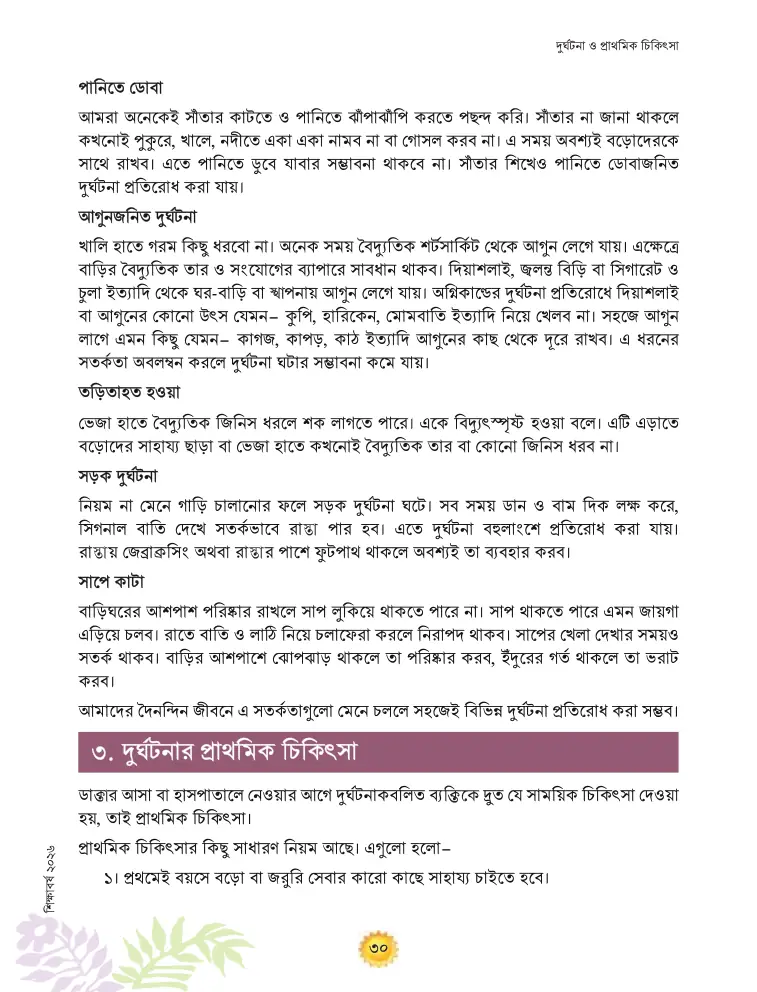 দুর্ঘটনা ও প্রাথমিক চিকিৎসা
পানিতে ডোবা
আমরা অনেকেই সাঁতার কাটতে ও পানিতে ঝাঁপাঝাঁপি করতে পছন্দ করি। সাঁতার না জানা থাকলে
কখনোই পুকুরে, খালে, নদীতে একা একা নামব না বা গোসল করব না। এ সময় অবশ্যই বড়োদেরকে
সাথে রাখব। এতে পানিতে ডুবে যাবার সম্ভাবনা থাকবে না। সাঁতার শিখেও পানিতে ডোবাজনিত
দুর্ঘটনা প্রতিরোধ করা যায়।
আগুনজনিত দুর্ঘটনা
খালি হাতে গরম কিছু ধরবো না। অনেক সময় বৈদ্যুতিক শর্টসার্কিট থেকে আগুন লেগে যায়। এক্ষেত্রে
বাড়ির বৈদ্যুতিক তার ও সংযোগের ব্যাপারে সাবধান থাকব। দিয়াশলাই, জ্বলন্ত বিড়ি বা সিগারেট ও
চুলা ইত্যাদি থেকে ঘর-বাড়ি বা স্থাপনায় আগুন লেগে যায়। অগ্নিকাণ্ডের দুর্ঘটনা প্রতিরোধে দিয়াশলাই
বা আগুনের কোনো উৎস যেমন– কুপি, হারিকেন, মোমবাতি ইত্যাদি নিয়ে খেলব না। সহজে আগুন
লাগে এমন কিছু যেমন– কাগজ, কাপড়, কাঠ ইত্যাদি আগুনের কাছ থেকে দূরে রাখব। এ ধরনের
সতর্কতা অবলম্বন করলে দুর্ঘটনা ঘটার সম্ভাবনা কমে যায়।
তড়িতাহত হওয়া
ভেজা হাতে বৈদ্যুতিক জিনিস ধরলে শক লাগতে পারে। একে বিদ্যুৎস্পৃষ্ট হওয়া বলে। এটি এড়াতে
বড়োদের সাহায্য ছাড়া বা ভেজা হাতে কখনোই বৈদ্যুতিক তার বা কোনো জিনিস ধরব না।
সড়ক দুর্ঘটনা
নিয়ম না মেনে গাড়ি চালানোর ফলে সড়ক দুর্ঘটনা ঘটে। সব সময় ডান ও বাম দিক লক্ষ করে,
সিগনাল বাতি দেখে সতর্কভাবে রাস্তা পার হব। এতে দুর্ঘটনা বহুলাংশে প্রতিরোধ করা যায়।
রাস্তায় জেব্রাক্রসিং অথবা রাস্তার পাশে ফুটপাথ থাকলে অবশ্যই তা ব্যবহার করব।
সাপে কাটা
বাড়িঘরের আশপাশ পরিষ্কার রাখলে সাপ লুকিয়ে থাকতে পারে না। সাপ থাকতে পারে এমন জায়গা
এড়িয়ে চলব। রাতে বাতি ও লাঠি নিয়ে চলাফেরা করলে নিরাপদ থাকব। সাপের খেলা দেখার সময়ও
সতর্ক থাকব। বাড়ির আশপাশে ঝোপঝাড় থাকলে তা পরিষ্কার করব, ইঁদুরের গর্ত থাকলে তা ভরাট
করব।
আমাদের দৈনন্দিন জীবনে এ সতর্কতাগুলো মেনে চললে সহজেই বিভিন্ন দুর্ঘটনা প্রতিরোধ করা সম্ভব।
৩. দুর্ঘটনার প্রাথমিক চিকিৎসা
ডাক্তার আসা বা হাসপাতালে নেওয়ার আগে দুর্ঘটনাকবলিত ব্যক্তিকে দ্রুত যে সাময়িক চিকিৎসা দেওয়া
হয়, তাই প্রাথমিক চিকিৎসা।
প্রাথমিক চিকিৎসার কিছু সাধারণ নিয়ম আছে। এগুলো হলো–
১। প্রথমেই বয়সে বড়ো বা জরুরি সেবার কারো কাছে সাহায্য চাইতে হবে।
শিক্ষাবর্ষ ২০২৬
৩০